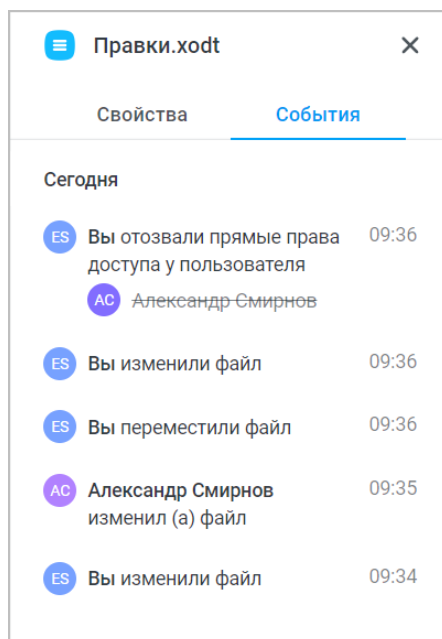 Правки.xodt
Свойства События
Сегодня
ES Вы отозвали прямые права 09:36
доступа у пользователя
АС Александр Смирнов
ES Вы изменили файл 09:36
ES Вы переместили файл 09:36
АС Александр Смирнов 09:35
изменил (а) файл
ES Вы изменили файл 09:34